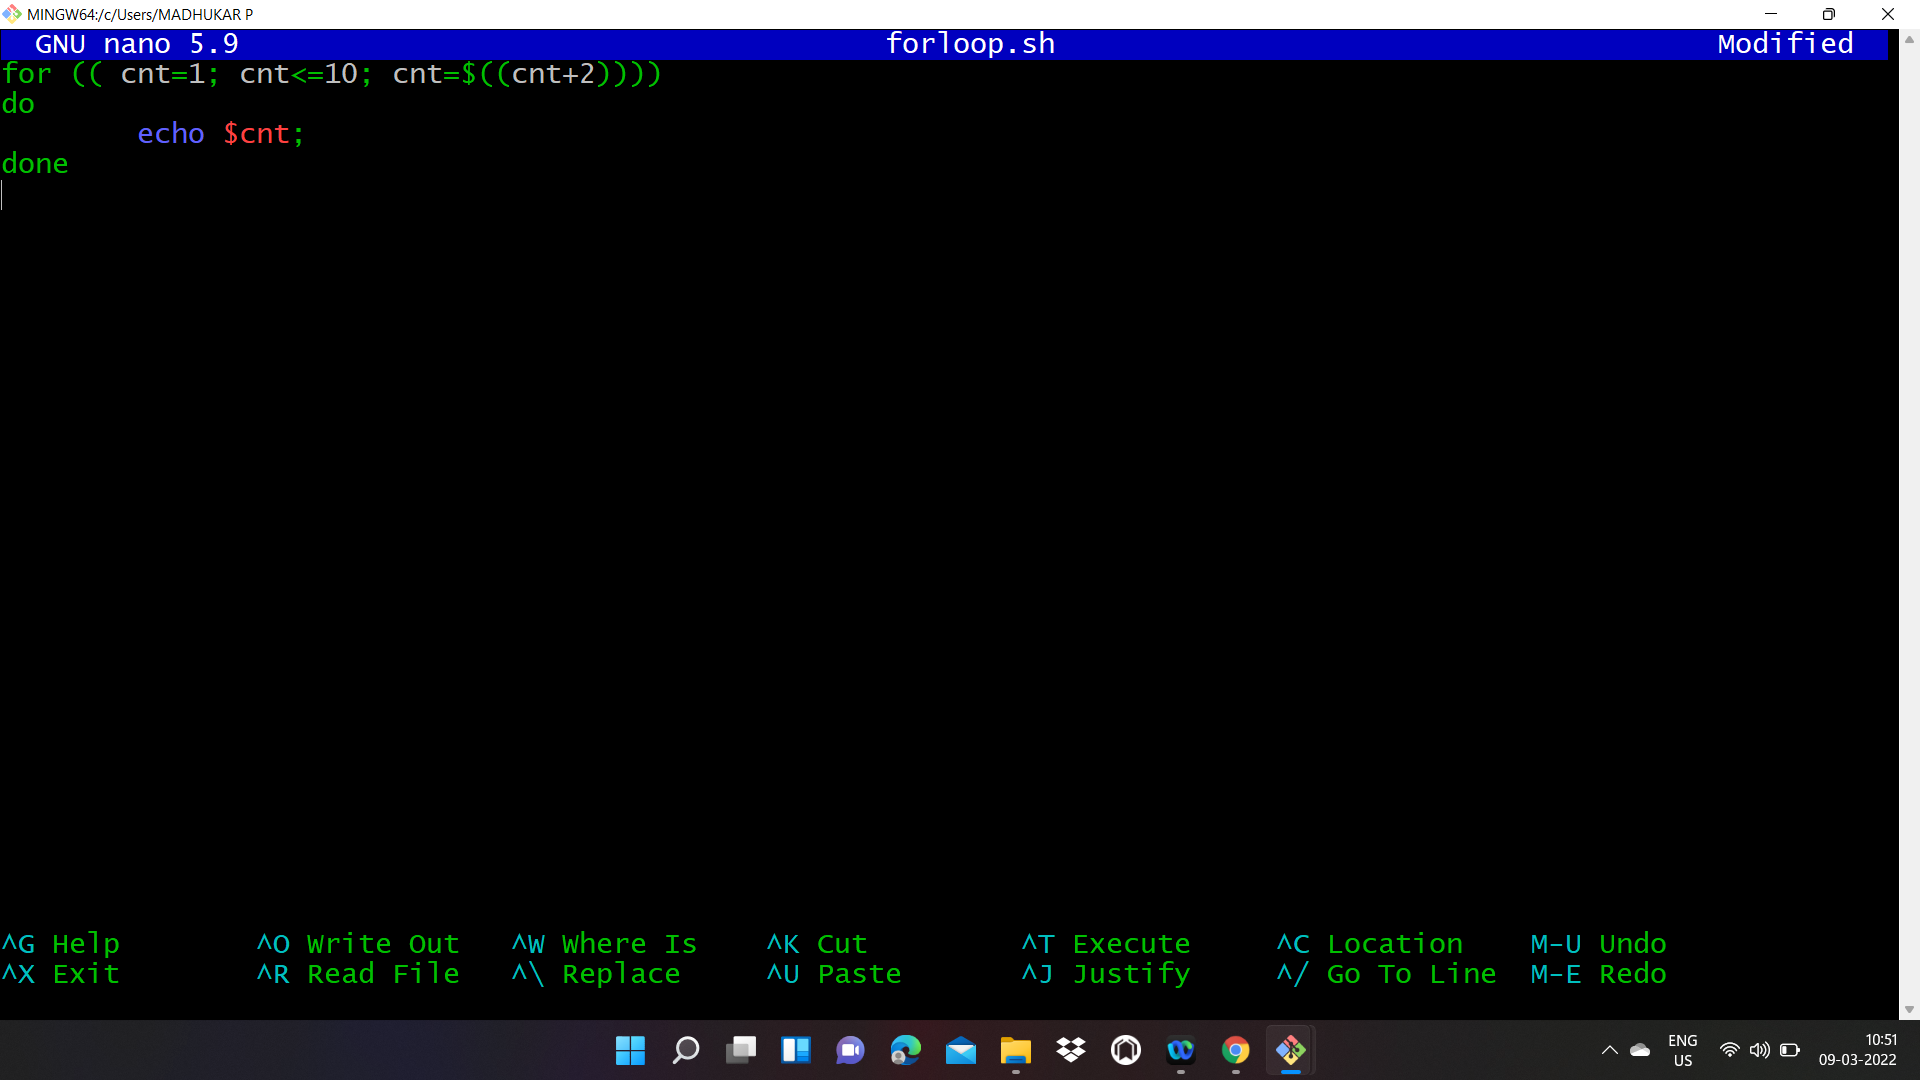 MINGW64:/c/Users/MADHUKAR P
GNU nano 5.9 forloop.sh Modified
for (( cnt=1; cnt<=10; cnt=$((cnt+2))))
do
echo $cnt;
done
^G Help ^O Write Out ^W Where Is ^K Cut ^T Execute ^C Location M-U Undo
^X Exit ^R Read File ^\ Replace ^U Paste ^J Justify ^/ Go To Line M-E Redo
ENG 10:51
US 09-03-2022